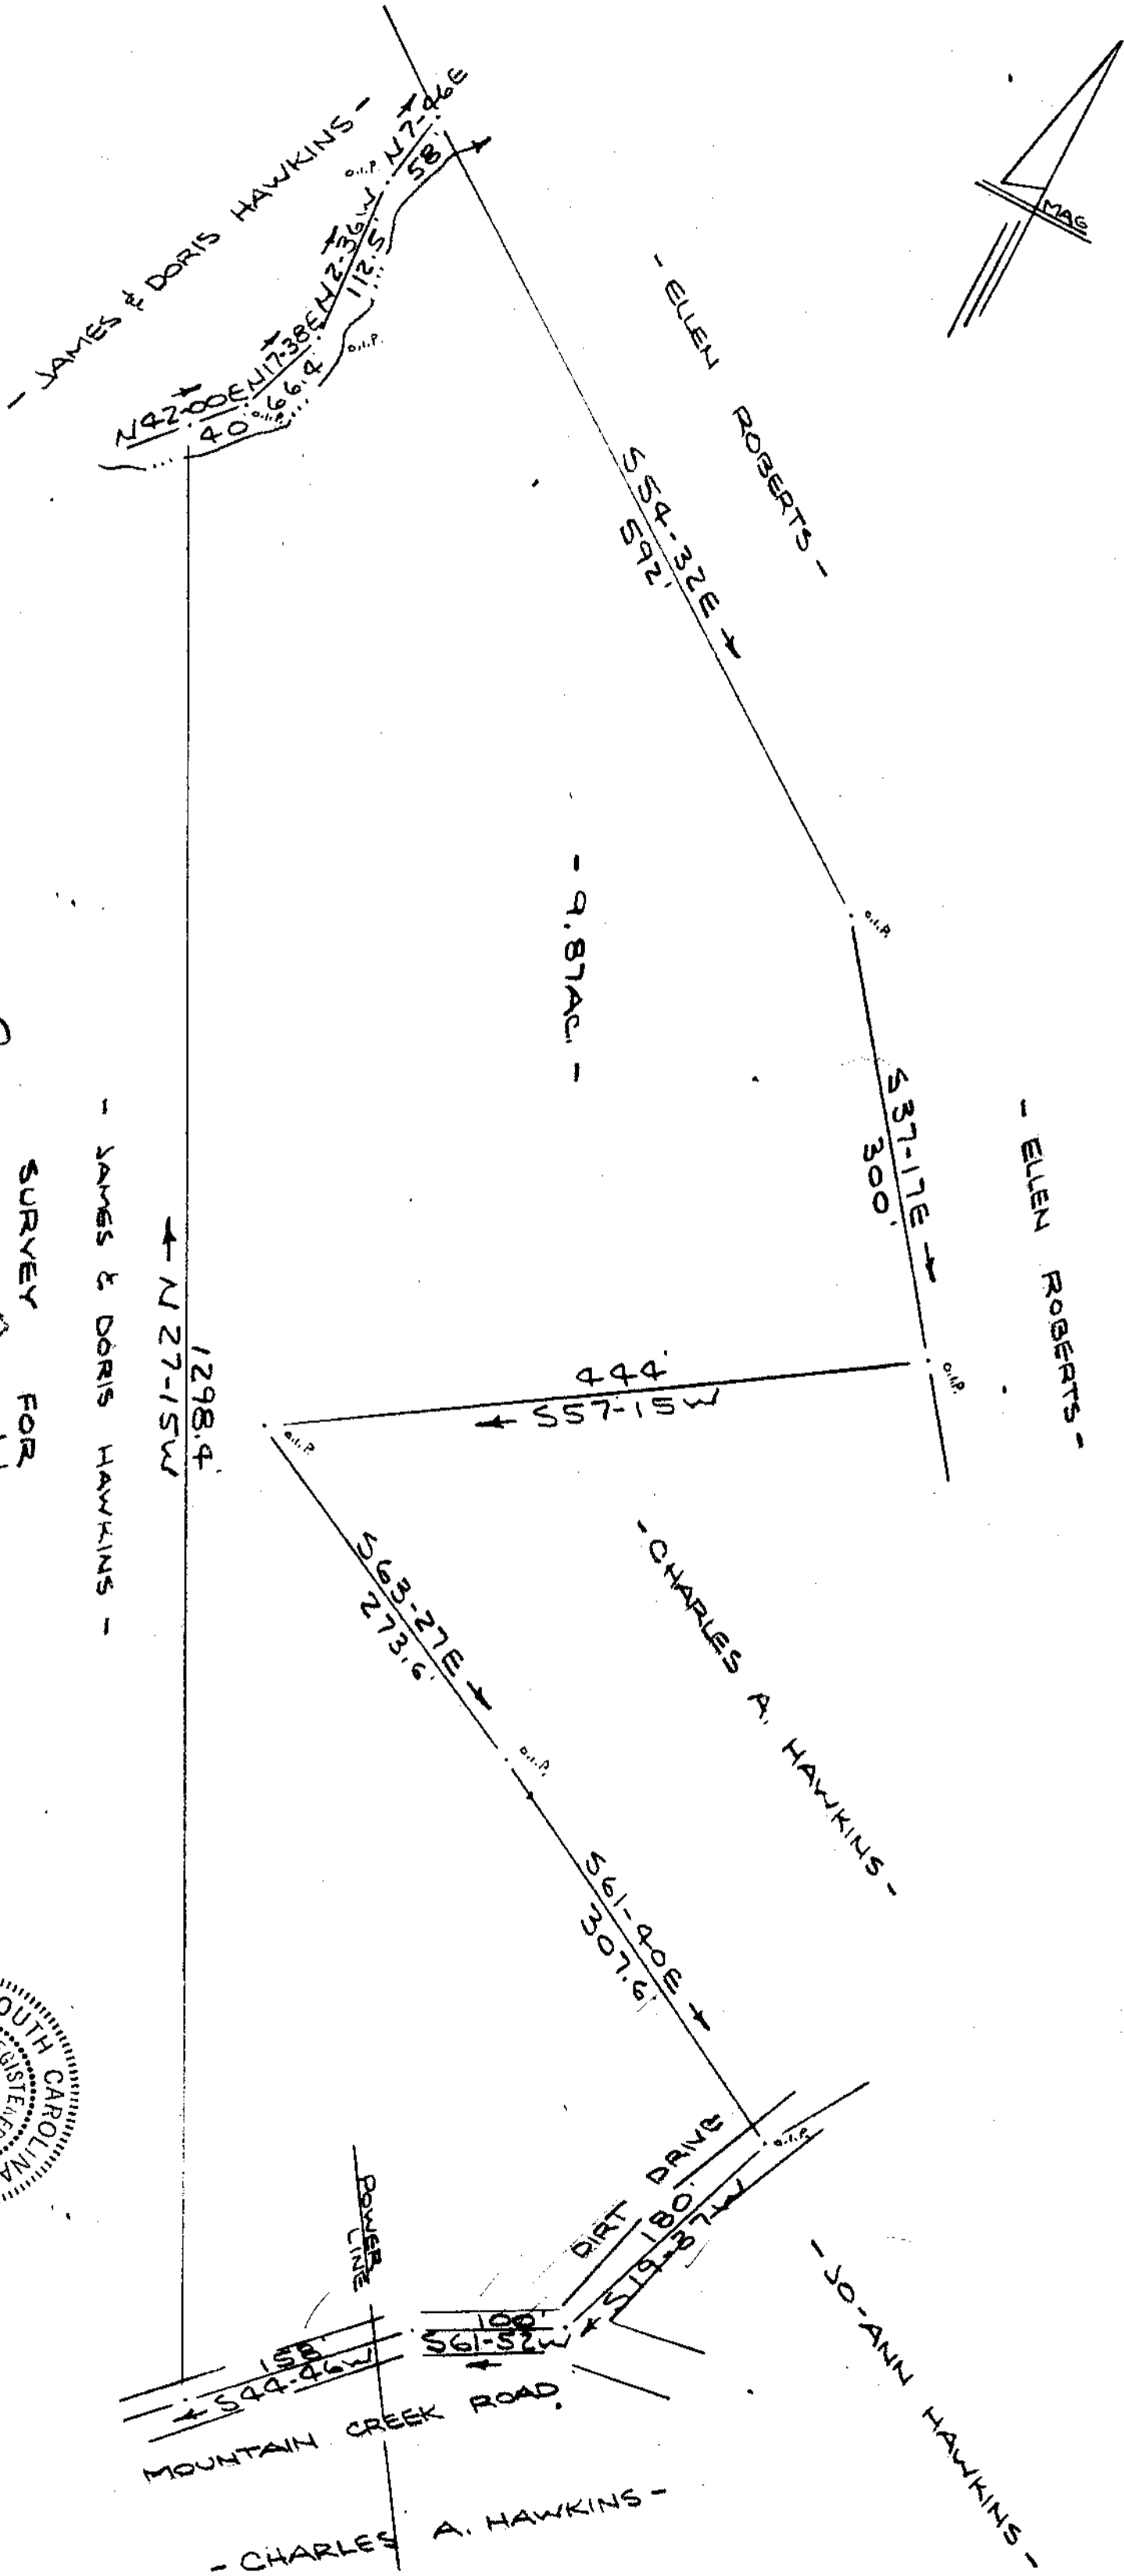 MAG
- JAMES & DORIS HAWKINS -
N7-46E
58'
O.I.P.
N12-36W
112.5'
O.I.P.
N17-38E
66.4'
O.I.P.
N42-00E
40'
- ELLEN ROBERTS -
S54-32E
592'
O.I.P.
- 9.87AC. -
S37-17E
300'
- ELLEN ROBERTS -
O.I.P.
444'
S57-15W
O.I.P.
1298.4'
N27-15W
- JAMES & DORIS HAWKINS -
SURVEY FOR
- CHARLES A. HAWKINS -
S63-27E
273.6'
O.I.P.
S61-40E
307.6'
O.I.P.
DIRT DRIVE
180'
S19-37W
100'
S61-52W
158'
S44-46W
POWER LINE
MOUNTAIN CREEK ROAD
- JO-ANN HAWKINS -
- CHARLES A. HAWKINS -
OUTH CAROLINA